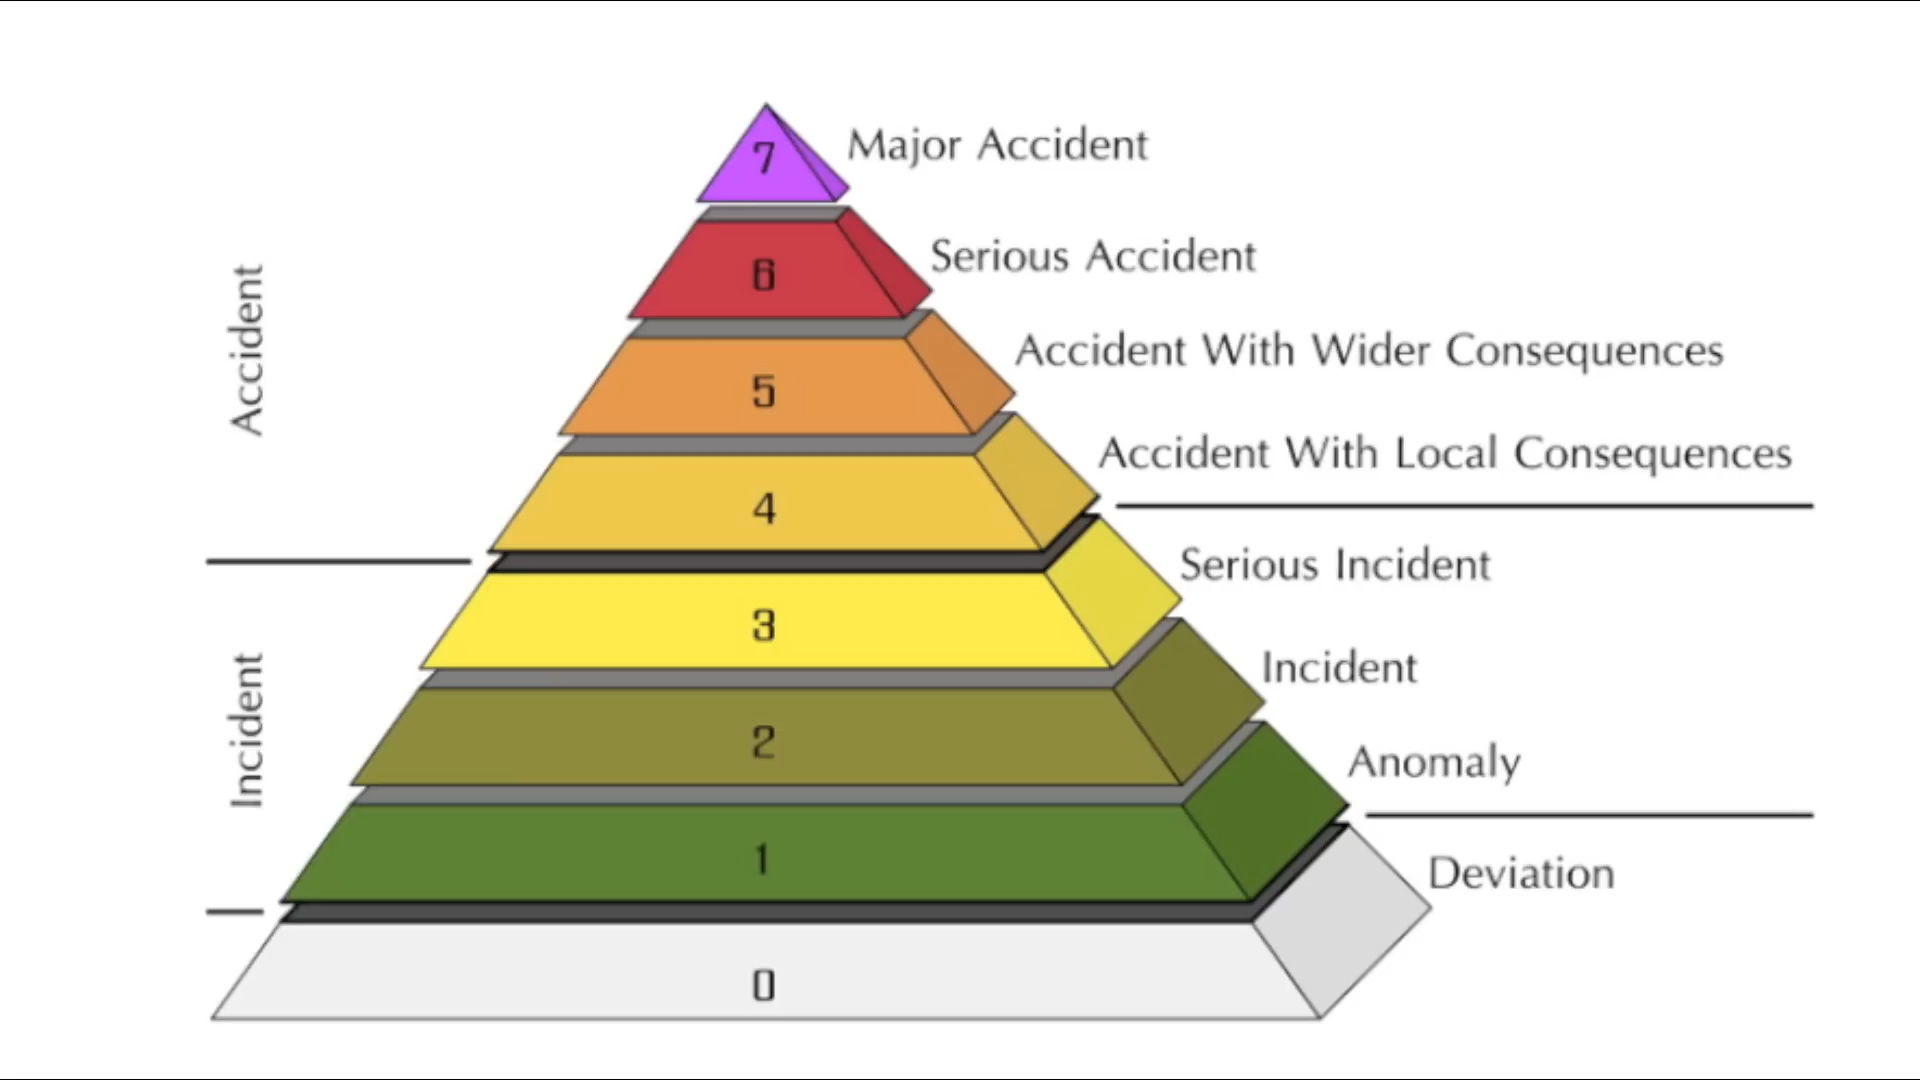 7 Major Accident
6 Serious Accident
5 Accident With Wider Consequences
4 Accident With Local Consequences
Accident
3 Serious Incident
2 Incident
1 Anomaly
Incident
0 Deviation